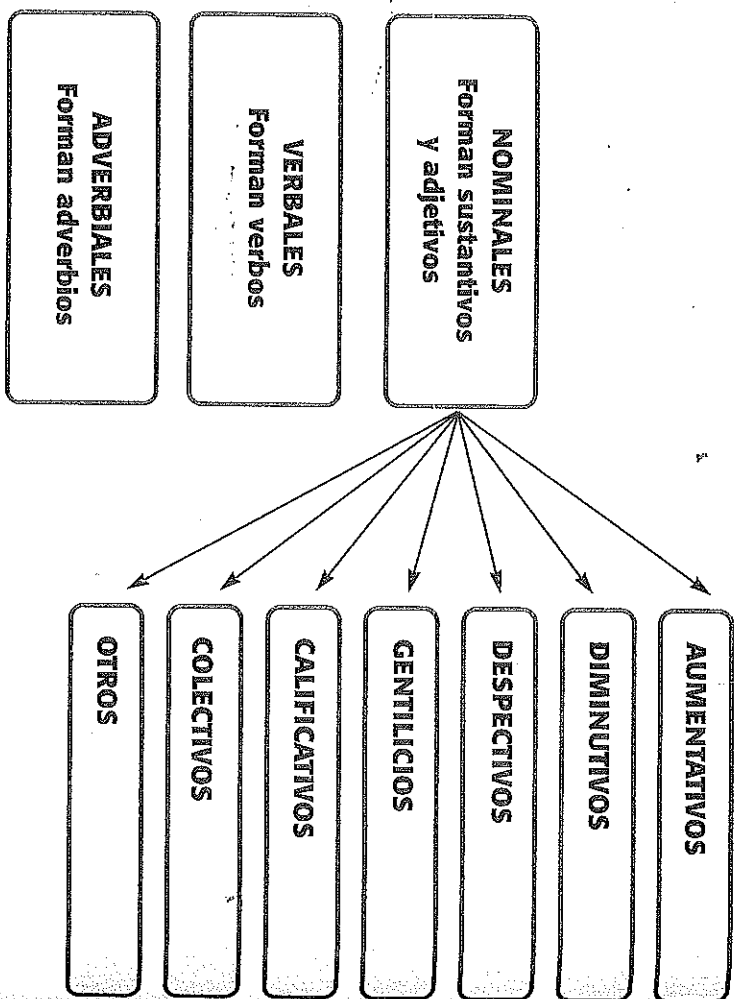 NOMINALES
Forman sustantivos
y adjetivos
VERBALES
Forman verbos
ADVERBIALES
Forman adverbios
AUMENTATIVOS
DIMINUTIVOS
DESPECTIVOS
GENTILICIOS
CALIFICATIVOS
COLECTIVOS
OTROS